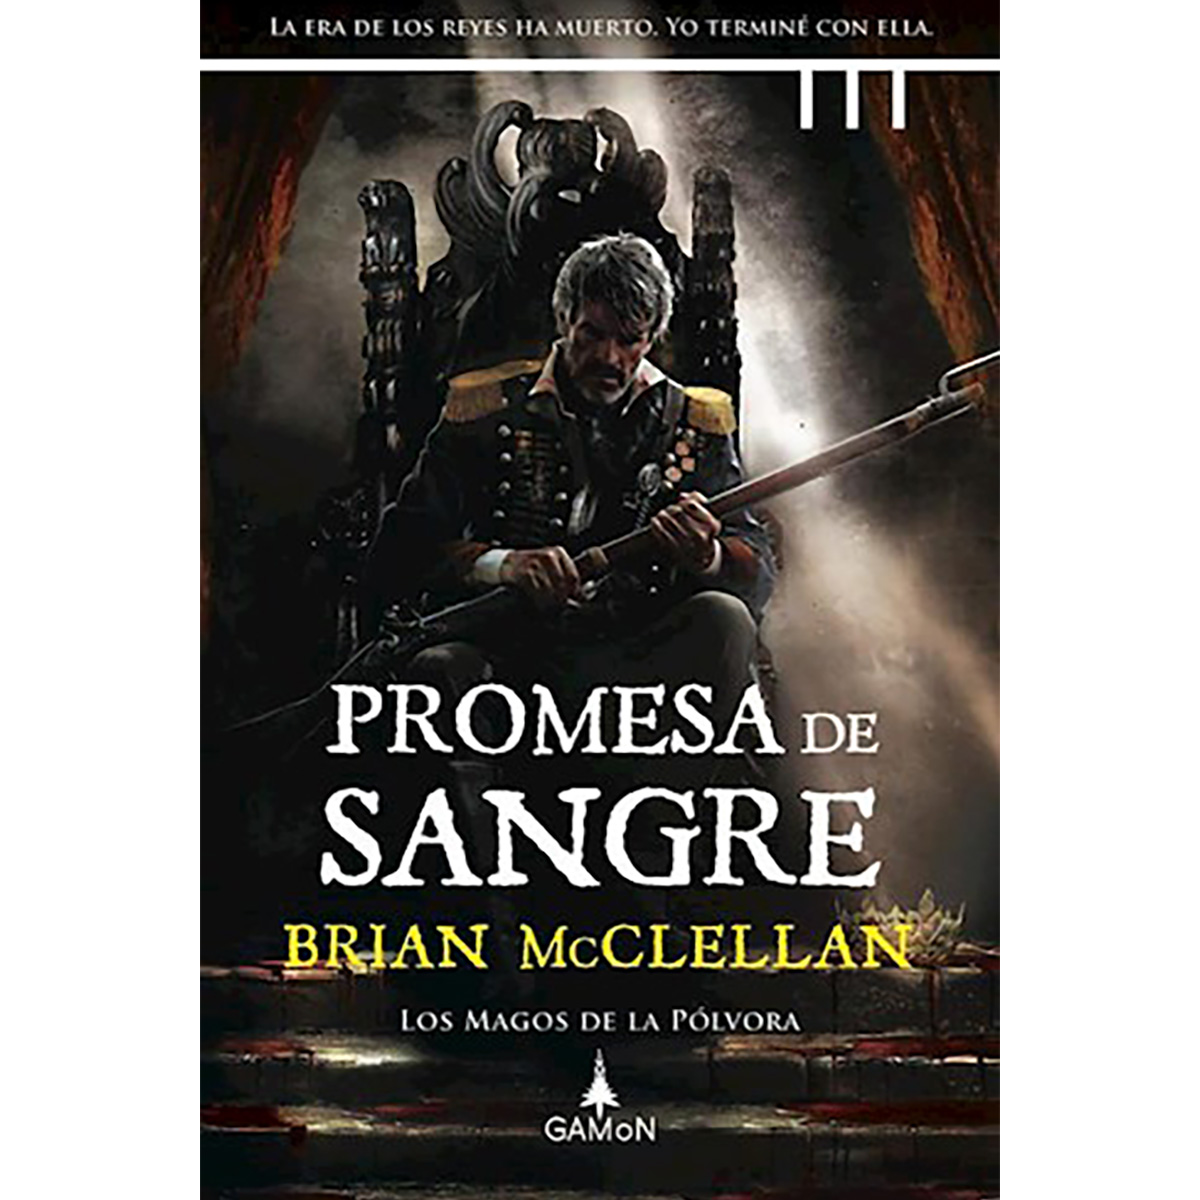 LA ERA DE LOS REYES HA MUERTO. YO TERMINÉ CON ELLA.
PROMESA DE
SANGRE
BRIAN McCLELLAN
LOS MAGOS DE LA PÓLVORA
GAMoN